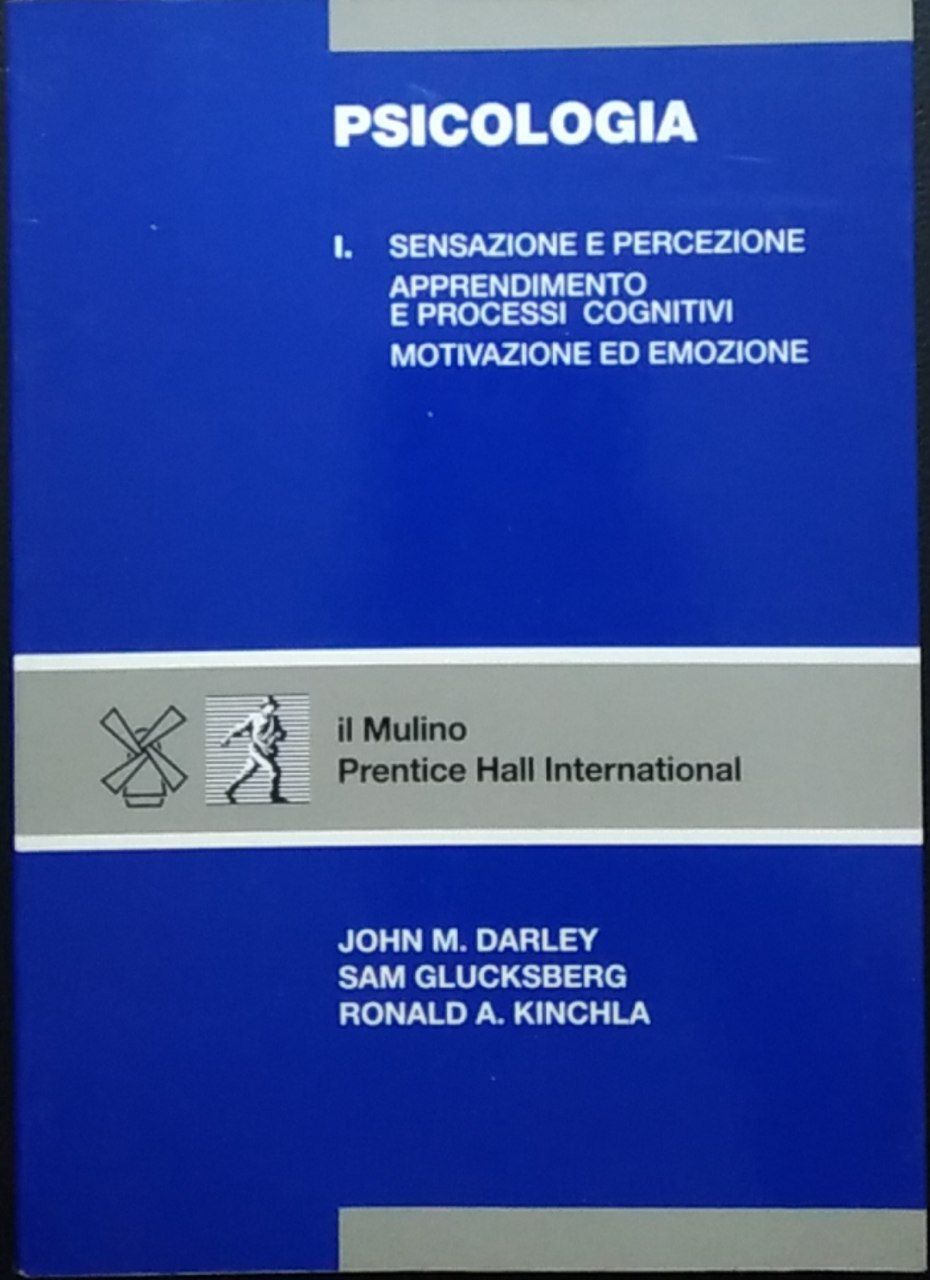 PSICOLOGIA
I. SENSAZIONE E PERCEZIONE
APPRENDIMENTO
E PROCESSI COGNITIVI
MOTIVAZIONE ED EMOZIONE
il Mulino
Prentice Hall International
JOHN M. DARLEY
SAM GLUCKSBERG
RONALD A. KINCHLA